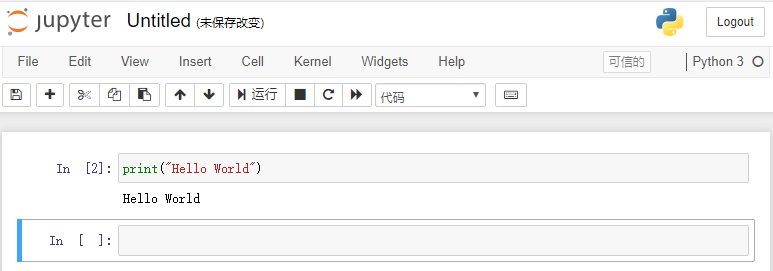 jupyter Untitled (未保存改变) Logout
File Edit View Insert Cell Kernel Widgets Help 可信的 Python 3
运行 代码
In [2]: print("Hello World")
Hello World
In [ ]: